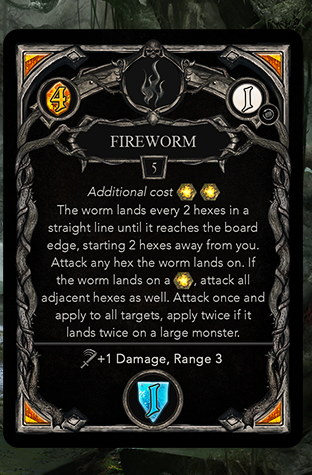 4 1
FIREWORM
5
Additional cost
The worm lands every 2 hexes in a
straight line until it reaches the board
edge, starting 2 hexes away from you.
Attack any hex the worm lands on. If
the worm lands on a , attack all
adjacent hexes as well. Attack once and
apply to all targets, apply twice if it
lands twice on a large monster.
+1 Damage, Range 3
1